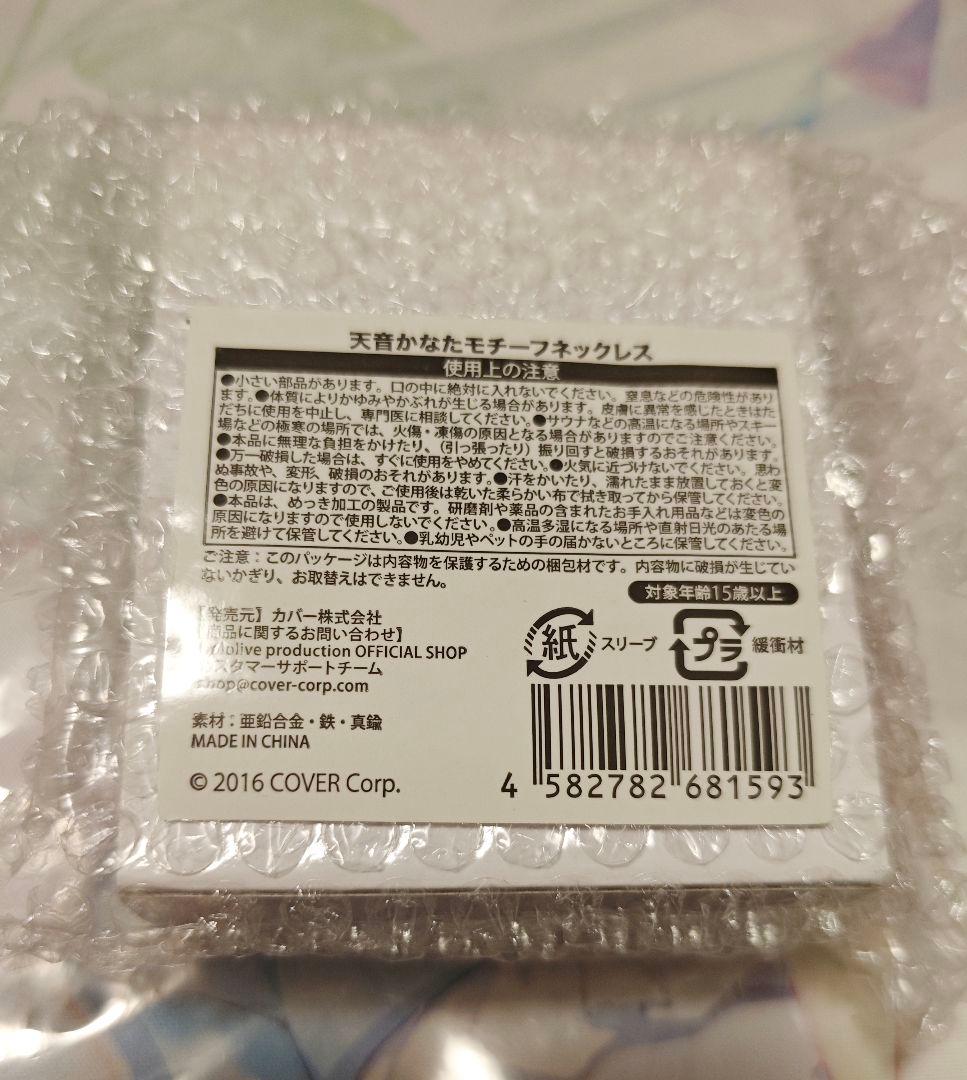 天音かなたモチーフネックレス
使用上の注意
●小さい部品があります。口の中に絶対に入れないでください。窒息などの危険性があり
ます。●体質によりかゆみやかぶれが生じる場合があります。皮膚に異常を感じたときはた
だちに使用を中止し、専門医に相談してください。●サウナなどの高温になる場所やスキー
場などの極寒の場所では、火傷・凍傷の原因となる場合がありますのでご注意ください。
●本品に無理な負担をかけたり、(引っ張ったり)振り回すと破損するおそれがあります。
●万一破損した場合は、すぐに使用をやめてください。●火気に近づけないでください。思わ
ぬ事故や、変形、破損のおそれがあります。●汗をかいたり、濡れたまま放置しておくと変
色の原因になりますので、ご使用後は乾いた柔らかい布で拭き取ってから保管してください。
●本品は、めっき加工の製品です。研磨剤や薬品の含まれたお手入れ用品などは変色の
原因になりますので使用しないでください。●高温多湿になる場所や直射日光のあたる場
所を避けて保管してください。●乳幼児やペットの手の届かないところに保管してください。
ご注意：このパッケージは内容物を保護するための梱包材です。内容物に破損が生じてい
ないかぎり、お取替えはできません。
対象年齢15歳以上
【発売元】カバー株式会社
【商品に関するお問い合わせ】
hololive production OFFICIAL SHOP
カスタマーサポートチーム
shop@cover-corp.com
紙 スリーブ
プラ 緩衝材
素材：亜鉛合金・鉄・真鍮
MADE IN CHINA
© 2016 COVER Corp.
4 582782 681593